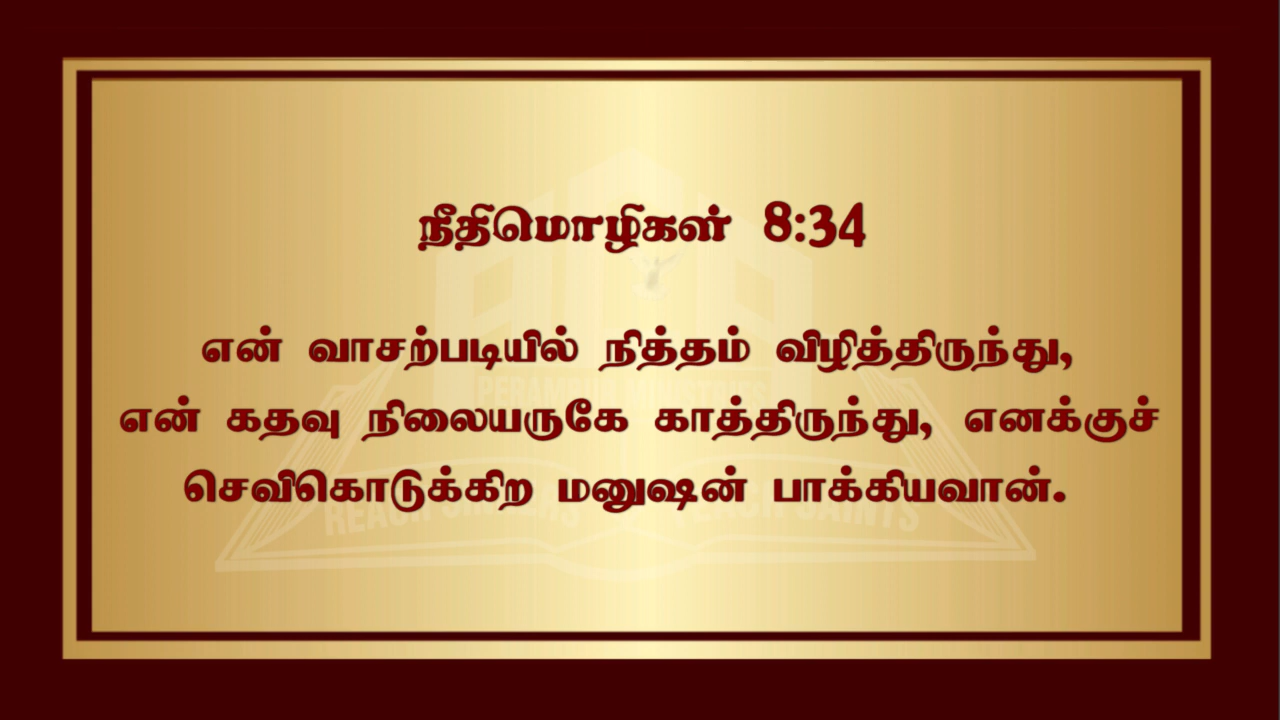 நீதிமொழிகள் 8:34
என் வாசற்படியில் நித்தம் விழித்திருந்து,
என் கதவு நிலையருகே காத்திருந்து, எனக்குச்
செவிகொடுக்கிற மனுஷன் பாக்கியவான்.